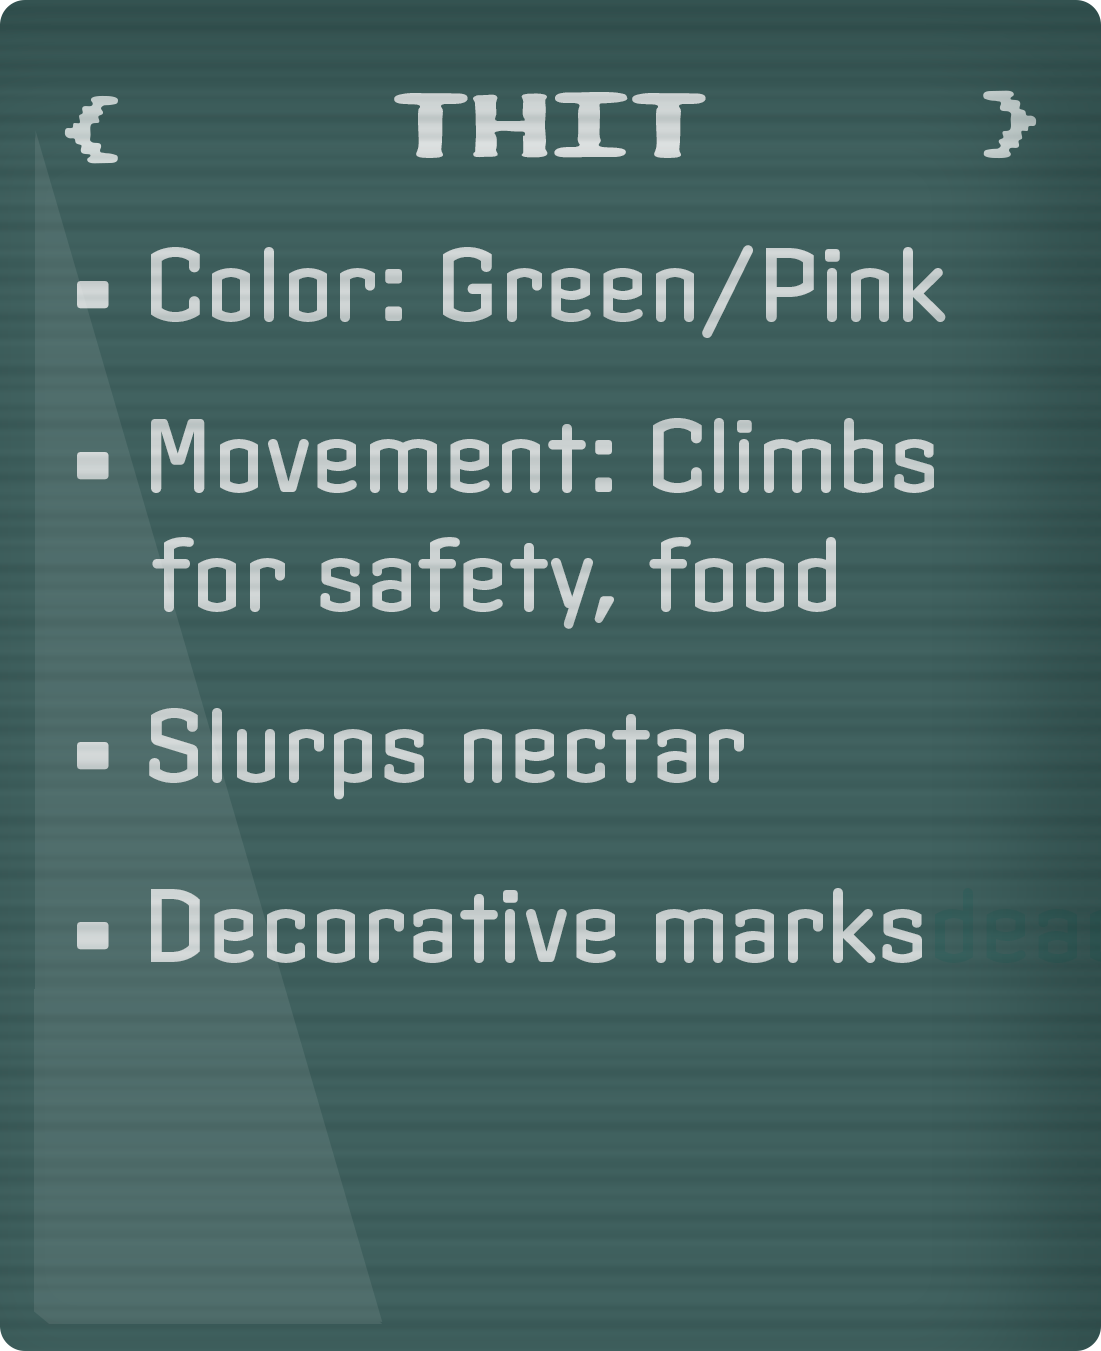 THIT
▪ Color: Green/Pink
▪ Movement: Climbs
for safety, food
▪ Slurps nectar
▪ Decorative marks